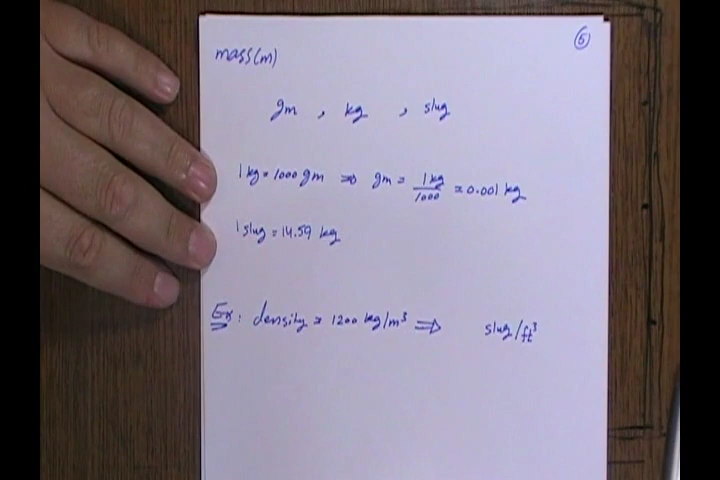 5
mass(m)
gm , kg , slug
1 kg = 1000 gm ⇒ gm = 1 kg / 1000 = 0.001 kg
1 slug = 14.59 kg
Ex: density = 1200 kg/m³ ⇒ slug/ft³